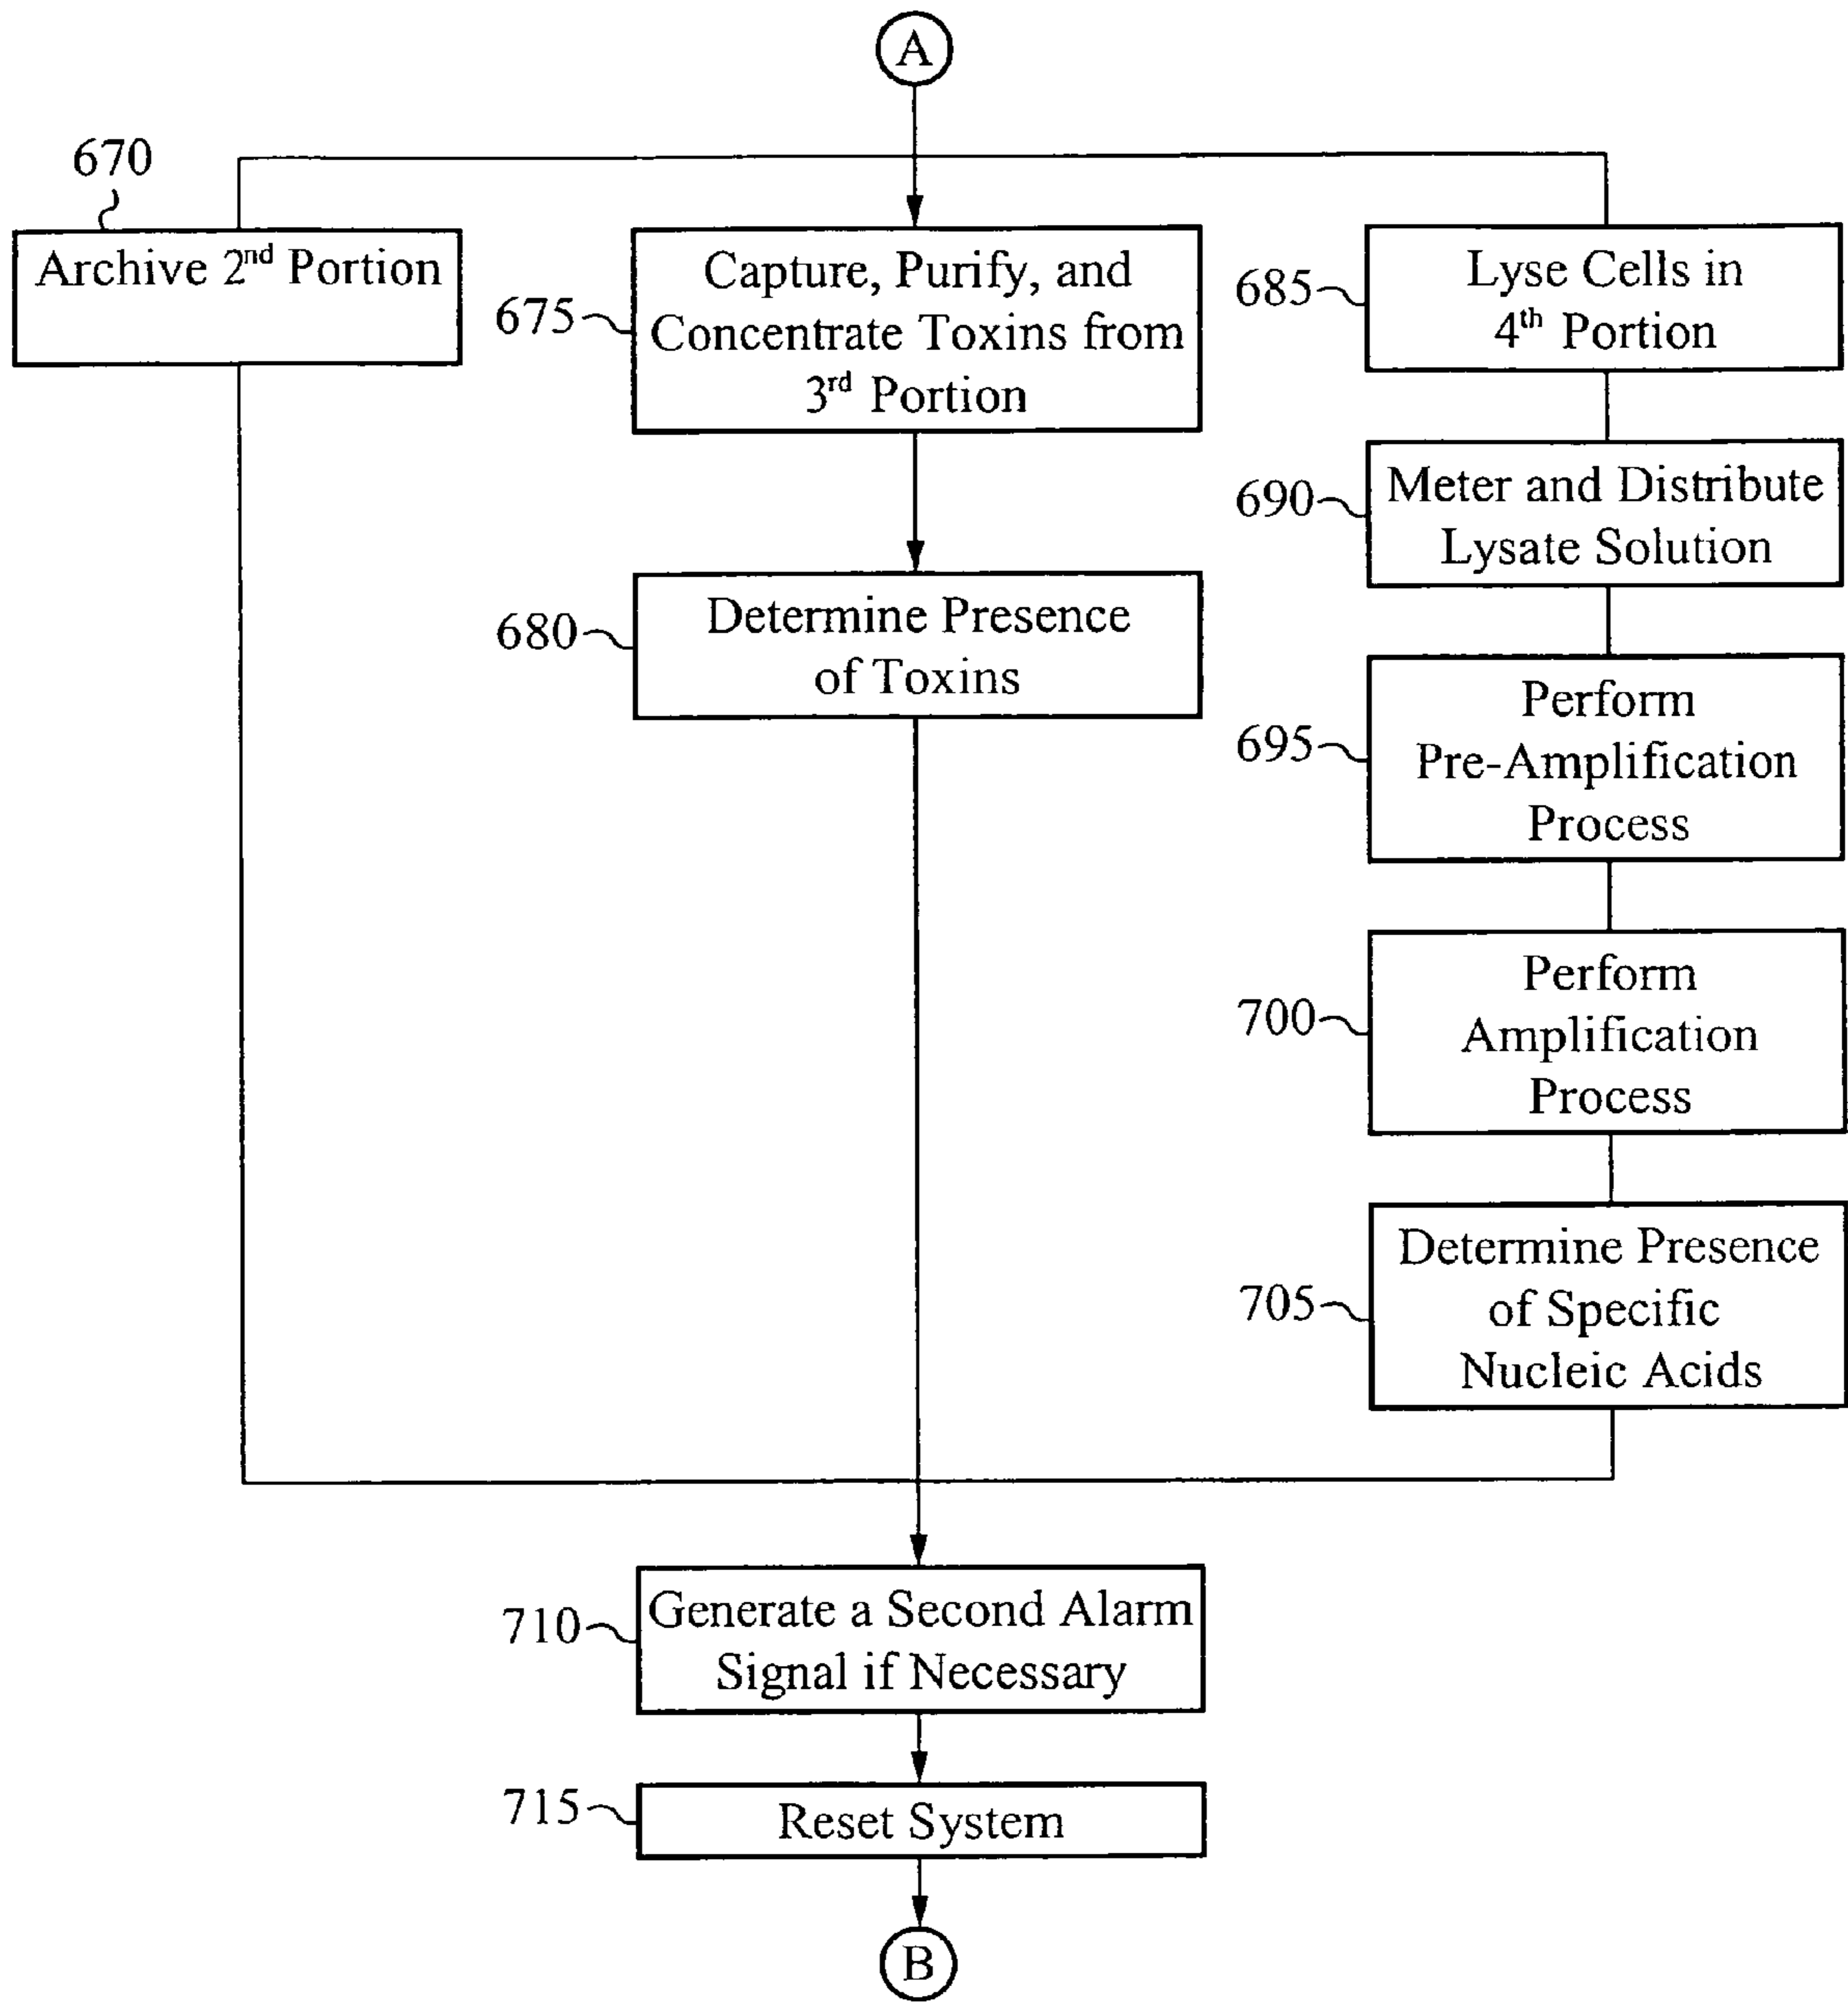 A
670
Archive 2nd Portion
675
Capture, Purify, and
Concentrate Toxins from
3rd Portion
680
Determine Presence
of Toxins
685
Lyse Cells in
4th Portion
690
Meter and Distribute
Lysate Solution
695
Perform
Pre-Amplification
Process
700
Perform
Amplification
Process
705
Determine Presence
of Specific
Nucleic Acids
710
Generate a Second Alarm
Signal if Necessary
715
Reset System
B